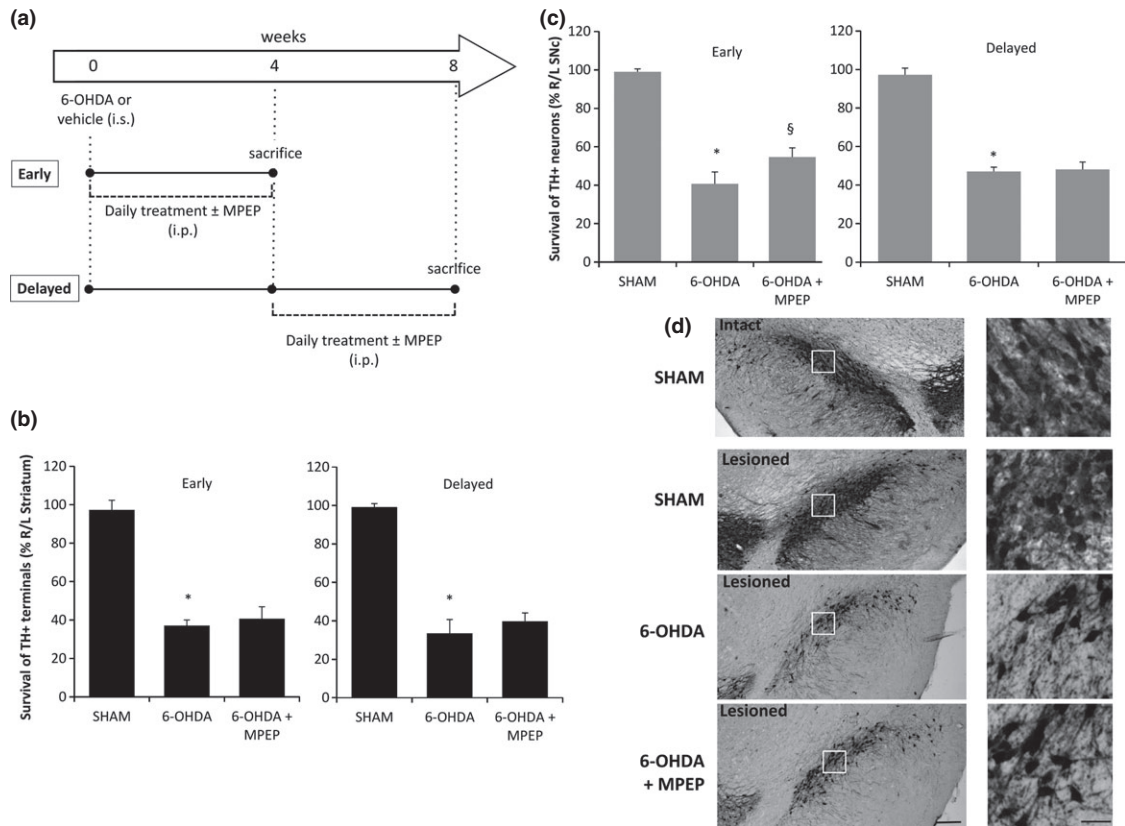 (a)
weeks
0 4 8
6-OHDA or
vehicle (i.s.)
sacrifice
Early
Daily treatment ± MPEP
(i.p.)
sacrifice
Delayed
Daily treatment ± MPEP
(i.p.)
(b)
Survival of TH+ terminals (% R/L Striatum)
120
100
80
60
40
20
0
Early
*
SHAM 6-OHDA 6-OHDA +
MPEP
120
100
80
60
40
20
0
Delayed
*
SHAM 6-OHDA 6-OHDA +
MPEP
(c)
Survival of TH+ neurons (% R/L SNc)
120
100
80
60
40
20
0
Early
*
§
SHAM 6-OHDA 6-OHDA +
MPEP
120
100
80
60
40
20
0
Delayed
*
SHAM 6-OHDA 6-OHDA +
MPEP
(d)
Intact
SHAM
Lesioned
SHAM
Lesioned
6-OHDA
Lesioned
6-OHDA
+ MPEP